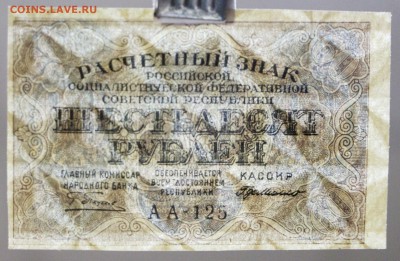 COINS.LAVE.RU
РАСЧЕТНЫЙ ЗНАК
РОССИЙСКОЙ
СОЦИАЛИСТИЧЕСКОЙ ФЕДЕРАТИВНОЙ
СОВЕТСКОЙ РЕСПУБЛИКИ
ШЕСТЬДЕСЯТ
РУБЛЕЙ
ГЛАВНЫЙ КОМИССАР
НАРОДНОГО БАНКА
ОБЕСПЕЧИВАЕТСЯ
ВСЕМ ДОСТОЯНИЕМ
РЕСПУБЛИКИ
КАССИР
АА-125